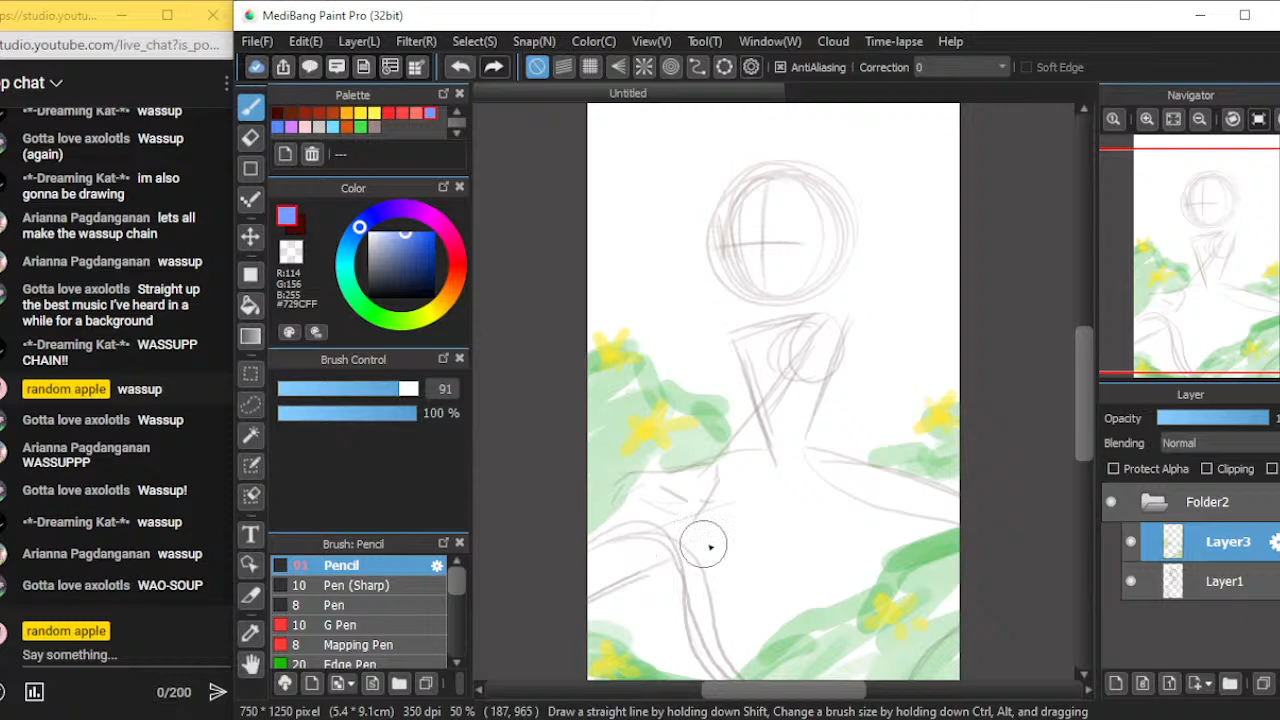 ps://studio.youtu...
tudio.youtube.com/live_chat?is_po...
p chat
-*-Dreaming Kat-*- wassup
Gotta love axolotls Wassup
(again)
-*-Dreaming Kat-*- im also
gonna be drawing
Arianna Pagdanganan lets all
make the wassup chain
Arianna Pagdanganan wassup
Gotta love axolotls Straight up
the best music I've heard in a
while for a background
-*-Dreaming Kat-*- WASSUPP
CHAIN!!
random apple wassup
Gotta love axolotls Wassup
Arianna Pagdanganan
WASSUPPP
Gotta love axolotls Wassup!
-*-Dreaming Kat-*- wassup
Arianna Pagdanganan wassup
Gotta love axolotls WAO-SOUP
random apple
Say something...
0/200
MediBang Paint Pro (32bit)
File(F) Edit(E) Layer(L) Filter(R) Select(S) Snap(N) Color(C) View(V) Tool(T) Window(W) Cloud Time-lapse Help
AntiAliasing Correction 0 Soft Edge
Palette
---
Color
R:114
G:156
B:255
#729CFF
Brush Control
91
100 %
Brush: Pencil
91 Pencil
10 Pen (Sharp)
8 Pen
10 G Pen
8 Mapping Pen
20 Edge Pen
Untitled
Navigator
Layer
Opacity 1
Blending Normal
Protect Alpha Clipping
Folder2
Layer3
Layer1
750 * 1250 pixel (5.4 * 9.1cm) 350 dpi 50 % (187, 965) Draw a straight line by holding down Shift, Change a brush size by holding down Ctrl, Alt, and dragging